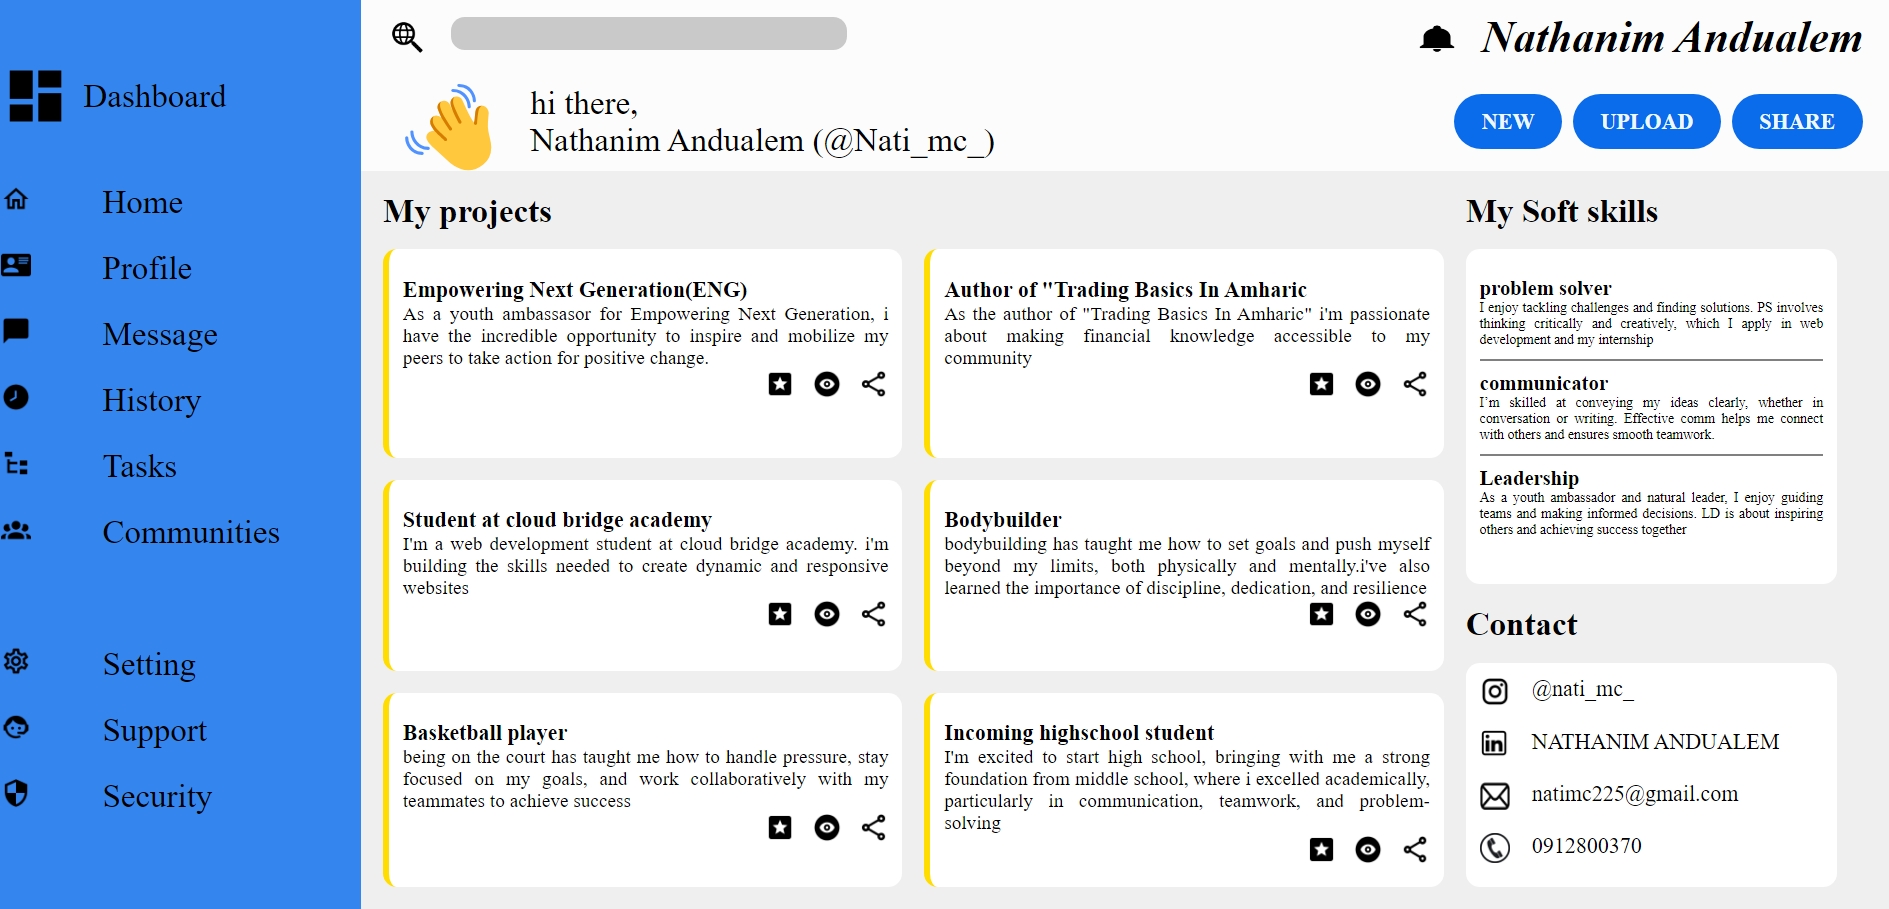 Dashboard
Home
Profile
Message
History
Tasks
Communities
Setting
Support
Security
Nathanim Andualem
hi there,
Nathanim Andualem (@Nati_mc_)
NEW
UPLOAD
SHARE
My projects
Empowering Next Generation(ENG)
As a youth ambassasor for Empowering Next Generation, i
have the incredible opportunity to inspire and mobilize my
peers to take action for positive change.
Author of "Trading Basics In Amharic
As the author of "Trading Basics In Amharic" i'm passionate
about making financial knowledge accessible to my
community
Student at cloud bridge academy
I'm a web development student at cloud bridge academy. i'm
building the skills needed to create dynamic and responsive
websites
Bodybuilder
bodybuilding has taught me how to set goals and push myself
beyond my limits, both physically and mentally.i've also
learned the importance of discipline, dedication, and resilience
Basketball player
being on the court has taught me how to handle pressure, stay
focused on my goals, and work collaboratively with my
teammates to achieve success
Incoming highschool student
I'm excited to start high school, bringing with me a strong
foundation from middle school, where i excelled academically,
particularly in communication, teamwork, and problem-
solving
My Soft skills
problem solver
I enjoy tackling challenges and finding solutions. PS involves
thinking critically and creatively, which I apply in web
development and my internship
communicator
I’m skilled at conveying my ideas clearly, whether in
conversation or writing. Effective comm helps me connect
with others and ensures smooth teamwork.
Leadership
As a youth ambassador and natural leader, I enjoy guiding
teams and making informed decisions. LD is about inspiring
others and achieving success together
Contact
@nati_mc_
NATHANIM ANDUALEM
natimc225@gmail.com
0912800370